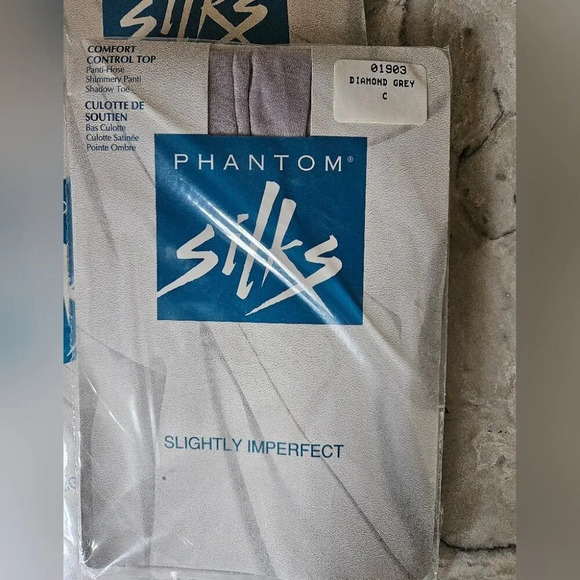 silks
COMFORT
CONTROL TOP
Panti-Hose
Shimmery Panti
Shadow Toe
CULOTTE DE
SOUTIEN
Bas Culotte
Culotte Satinée
Pointe Ombre
01903
DIAMOND GREY
C
PHANTOM®
silks
SLIGHTLY IMPERFECT